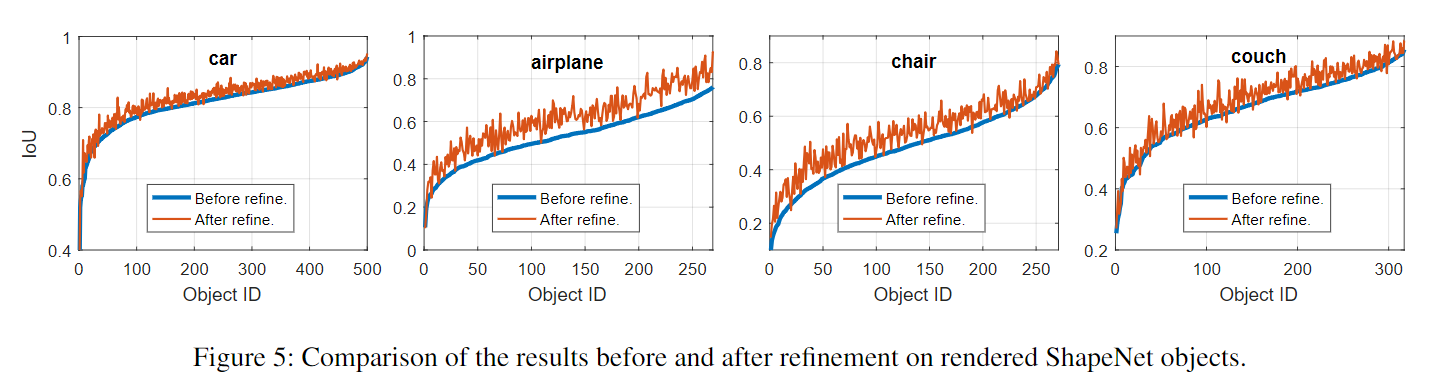 car
IoU
1
0.8
0.6
0.4
0 100 200 300 400 500
Object ID
Before refine.
After refine.
airplane
1
0.8
0.6
0.4
0.2
0
0 50 100 150 200 250
Object ID
Before refine.
After refine.
chair
0.8
0.6
0.4
0.2
0 50 100 150 200 250
Object ID
Before refine.
After refine.
couch
0.8
0.6
0.4
0.2
0 100 200 300
Object ID
Before refine.
After refine.
Figure 5: Comparison of the results before and after refinement on rendered ShapeNet objects.